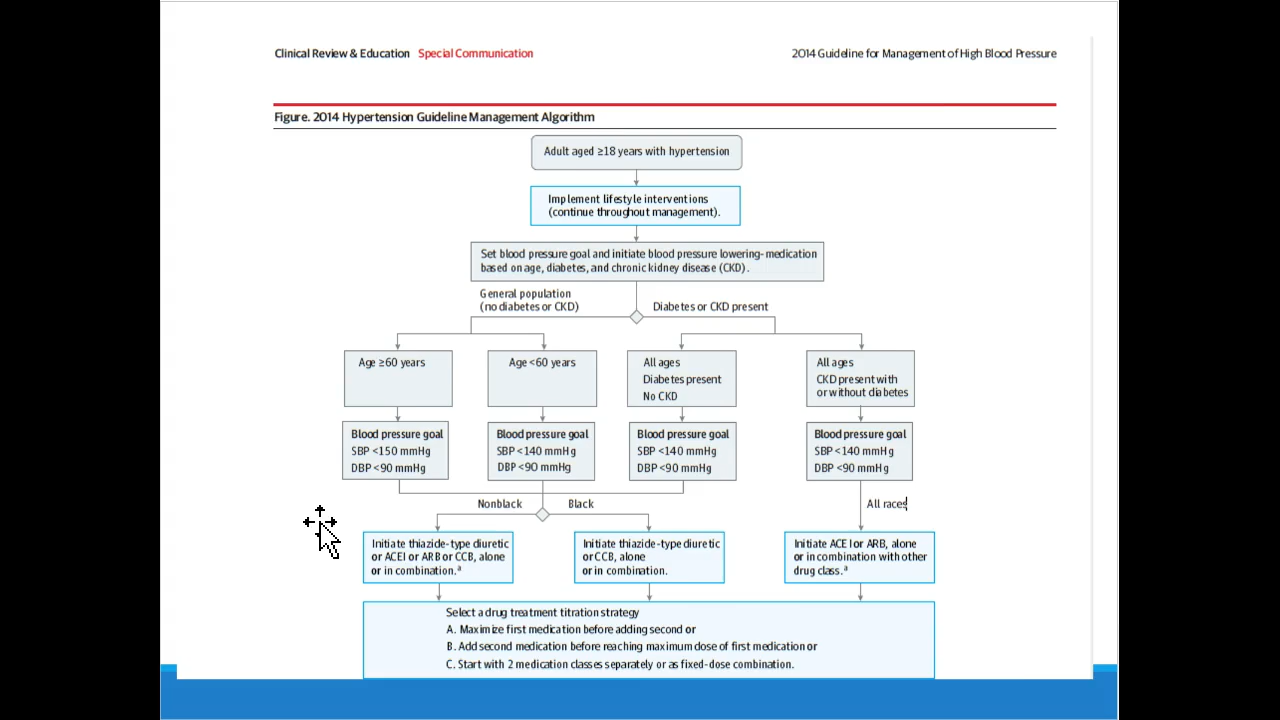 Clinical Review & Education Special Communication
2014 Guideline for Management of High Blood Pressure
Figure. 2014 Hypertension Guideline Management Algorithm
Adult aged ≥18 years with hypertension
Implement lifestyle interventions
(continue throughout management).
Set blood pressure goal and initiate blood pressure lowering-medication
based on age, diabetes, and chronic kidney disease (CKD).
General population
(no diabetes or CKD)
Diabetes or CKD present
Age ≥60 years
Age <60 years
All ages
Diabetes present
No CKD
All ages
CKD present with
or without diabetes
Blood pressure goal
SBP <150 mmHg
DBP <90 mmHg
Blood pressure goal
SBP <140 mmHg
DBP <90 mmHg
Blood pressure goal
SBP <140 mmHg
DBP <90 mmHg
Blood pressure goal
SBP <140 mmHg
DBP <90 mmHg
Nonblack
Black
All races
Initiate thiazide-type diuretic
or ACEI or ARB or CCB, alone
or in combination.a
Initiate thiazide-type diuretic
or CCB, alone
or in combination.
Initiate ACEI or ARB, alone
or in combination with other
drug class.a
Select a drug treatment titration strategy
A. Maximize first medication before adding second or
B. Add second medication before reaching maximum dose of first medication or
C. Start with 2 medication classes separately or as fixed-dose combination.